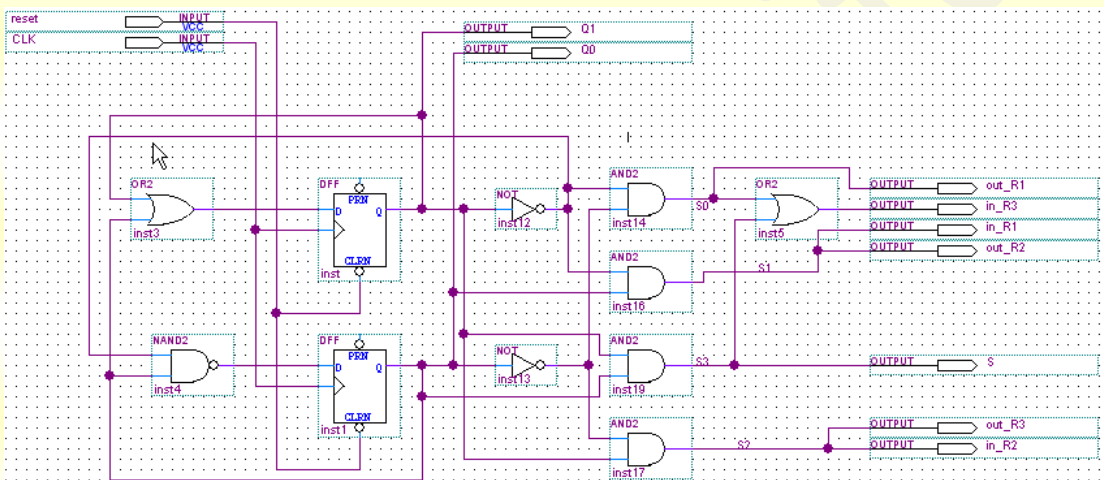 reset INPUT VCC
CLK INPUT VCC
OUTPUT Q1
OUTPUT Q0
OR2
inst3
DFF
PRN
D Q
CLRN
inst
NOT
inst12
AND2
S0
inst14
OR2
inst5
OUTPUT out_R1
OUTPUT in_R3
OUTPUT in_R1
OUTPUT out_R2
AND2
S1
inst16
NAND2
inst4
DFF
PRN
D Q
CLRN
inst1
NOT
inst13
AND2
S3
inst19
OUTPUT S
AND2
S2
inst17
OUTPUT out_R3
OUTPUT in_R2